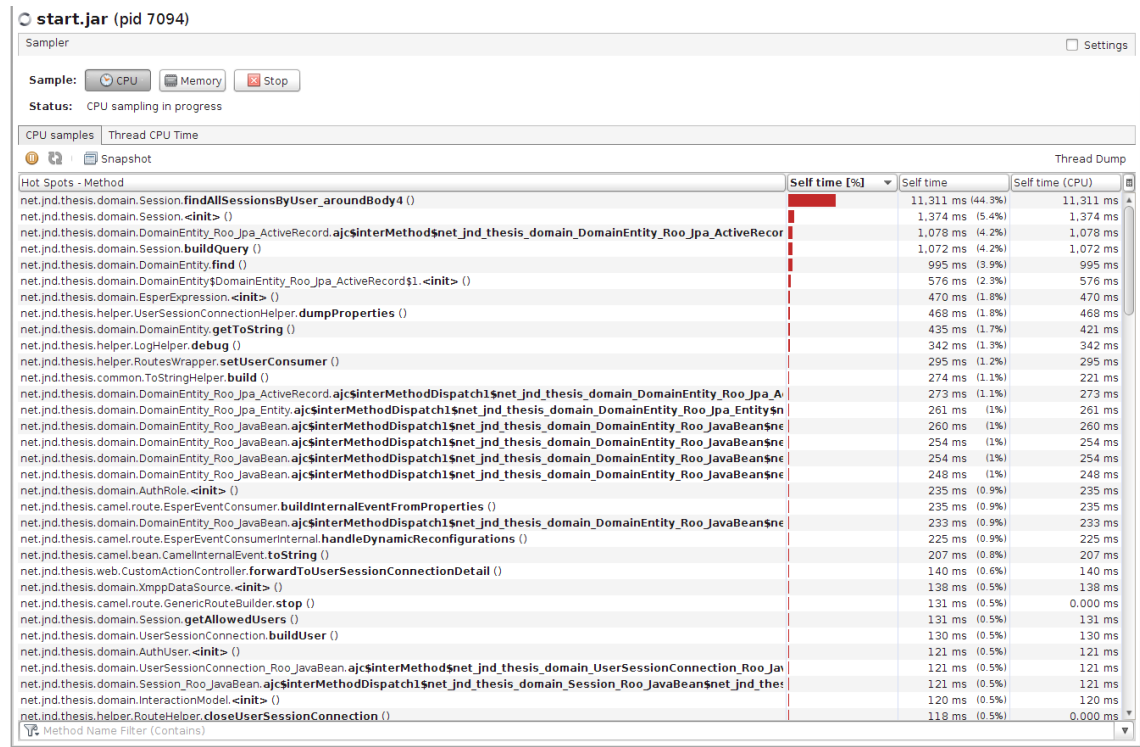 start.jar (pid 7094)
Sampler
Settings
Sample: CPU Memory Stop
Status: CPU sampling in progress
CPU samples Thread CPU Time
Snapshot Thread Dump
Hot Spots - Method Self time [%] Self time Self time (CPU)
net.jnd.thesis.domain.Session.findAllSessionsByUser_aroundBody4 () 11,311 ms (44.3%) 11,311 ms
net.jnd.thesis.domain.Session.<init> () 1,374 ms (5.4%) 1,374 ms
net.jnd.thesis.domain.DomainEntity_Roo_Jpa_ActiveRecord.ajc$interMethod$net_jnd_thesis_domain_DomainEntity_Roo_Jpa_ActiveRecor 1,078 ms (4.2%) 1,078 ms
net.jnd.thesis.domain.Session.buildQuery () 1,072 ms (4.2%) 1,072 ms
net.jnd.thesis.domain.DomainEntity.find () 995 ms (3.9%) 995 ms
net.jnd.thesis.domain.DomainEntity$DomainEntity_Roo_Jpa_ActiveRecord$1.<init> () 576 ms (2.3%) 576 ms
net.jnd.thesis.domain.EsperExpression.<init> () 470 ms (1.8%) 470 ms
net.jnd.thesis.helper.UserSessionConnectionHelper.dumpProperties () 468 ms (1.8%) 468 ms
net.jnd.thesis.domain.DomainEntity.getToString () 435 ms (1.7%) 421 ms
net.jnd.thesis.helper.LogHelper.debug () 342 ms (1.3%) 342 ms
net.jnd.thesis.helper.RoutesWrapper.setUserConsumer () 295 ms (1.2%) 295 ms
net.jnd.thesis.common.ToStringHelper.build () 274 ms (1.1%) 221 ms
net.jnd.thesis.domain.DomainEntity_Roo_Jpa_ActiveRecord.ajc$interMethodDispatch1$net_jnd_thesis_domain_DomainEntity_Roo_Jpa_A 273 ms (1.1%) 273 ms
net.jnd.thesis.domain.DomainEntity_Roo_Jpa_Entity.ajc$interMethodDispatch1$net_jnd_thesis_domain_DomainEntity_Roo_Jpa_Entity$n 261 ms (1%) 261 ms
net.jnd.thesis.domain.DomainEntity_Roo_JavaBean.ajc$interMethodDispatch1$net_jnd_thesis_domain_DomainEntity_Roo_JavaBean$ne 260 ms (1%) 260 ms
net.jnd.thesis.domain.DomainEntity_Roo_JavaBean.ajc$interMethodDispatch1$net_jnd_thesis_domain_DomainEntity_Roo_JavaBean$ne 254 ms (1%) 254 ms
net.jnd.thesis.domain.DomainEntity_Roo_JavaBean.ajc$interMethodDispatch1$net_jnd_thesis_domain_DomainEntity_Roo_JavaBean$ne 254 ms (1%) 254 ms
net.jnd.thesis.domain.DomainEntity_Roo_JavaBean.ajc$interMethodDispatch1$net_jnd_thesis_domain_DomainEntity_Roo_JavaBean$ne 248 ms (1%) 248 ms
net.jnd.thesis.domain.AuthRole.<init> () 235 ms (0.9%) 235 ms
net.jnd.thesis.camel.route.EsperEventConsumer.buildInternalEventFromProperties () 235 ms (0.9%) 235 ms
net.jnd.thesis.domain.DomainEntity_Roo_JavaBean.ajc$interMethodDispatch1$net_jnd_thesis_domain_DomainEntity_Roo_JavaBean$ne 233 ms (0.9%) 233 ms
net.jnd.thesis.camel.route.EsperEventConsumerInternal.handleDynamicReconfigurations () 225 ms (0.9%) 225 ms
net.jnd.thesis.camel.bean.CamelInternalEvent.toString () 207 ms (0.8%) 207 ms
net.jnd.thesis.web.CustomActionController.forwardToUserSessionConnectionDetail () 140 ms (0.6%) 140 ms
net.jnd.thesis.domain.XmppDataSource.<init> () 138 ms (0.5%) 138 ms
net.jnd.thesis.camel.route.GenericRouteBuilder.stop () 131 ms (0.5%) 0.000 ms
net.jnd.thesis.domain.Session.getAllowedUsers () 131 ms (0.5%) 131 ms
net.jnd.thesis.domain.UserSessionConnection.buildUser () 130 ms (0.5%) 130 ms
net.jnd.thesis.domain.AuthUser.<init> () 121 ms (0.5%) 121 ms
net.jnd.thesis.domain.UserSessionConnection_Roo_JavaBean.ajc$interMethod$net_jnd_thesis_domain_UserSessionConnection_Roo_Jav 121 ms (0.5%) 121 ms
net.jnd.thesis.domain.Session_Roo_JavaBean.ajc$interMethodDispatch1$net_jnd_thesis_domain_Session_Roo_JavaBean$net_jnd_thes 121 ms (0.5%) 121 ms
net.jnd.thesis.domain.InteractionModel.<init> () 120 ms (0.5%) 120 ms
net.jnd.thesis.helper.RouteHelper.closeUserSessionConnection () 118 ms (0.5%) 0.000 ms
Method Name Filter (Contains)